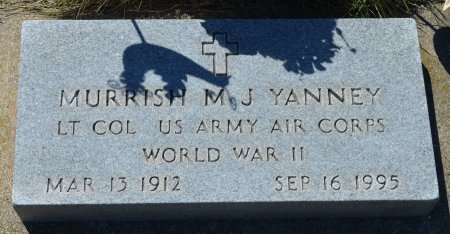 MURRISH M J YANNEY
LT COL US ARMY AIR CORPS
WORLD WAR II
MAR 13 1912 SEP 16 1995